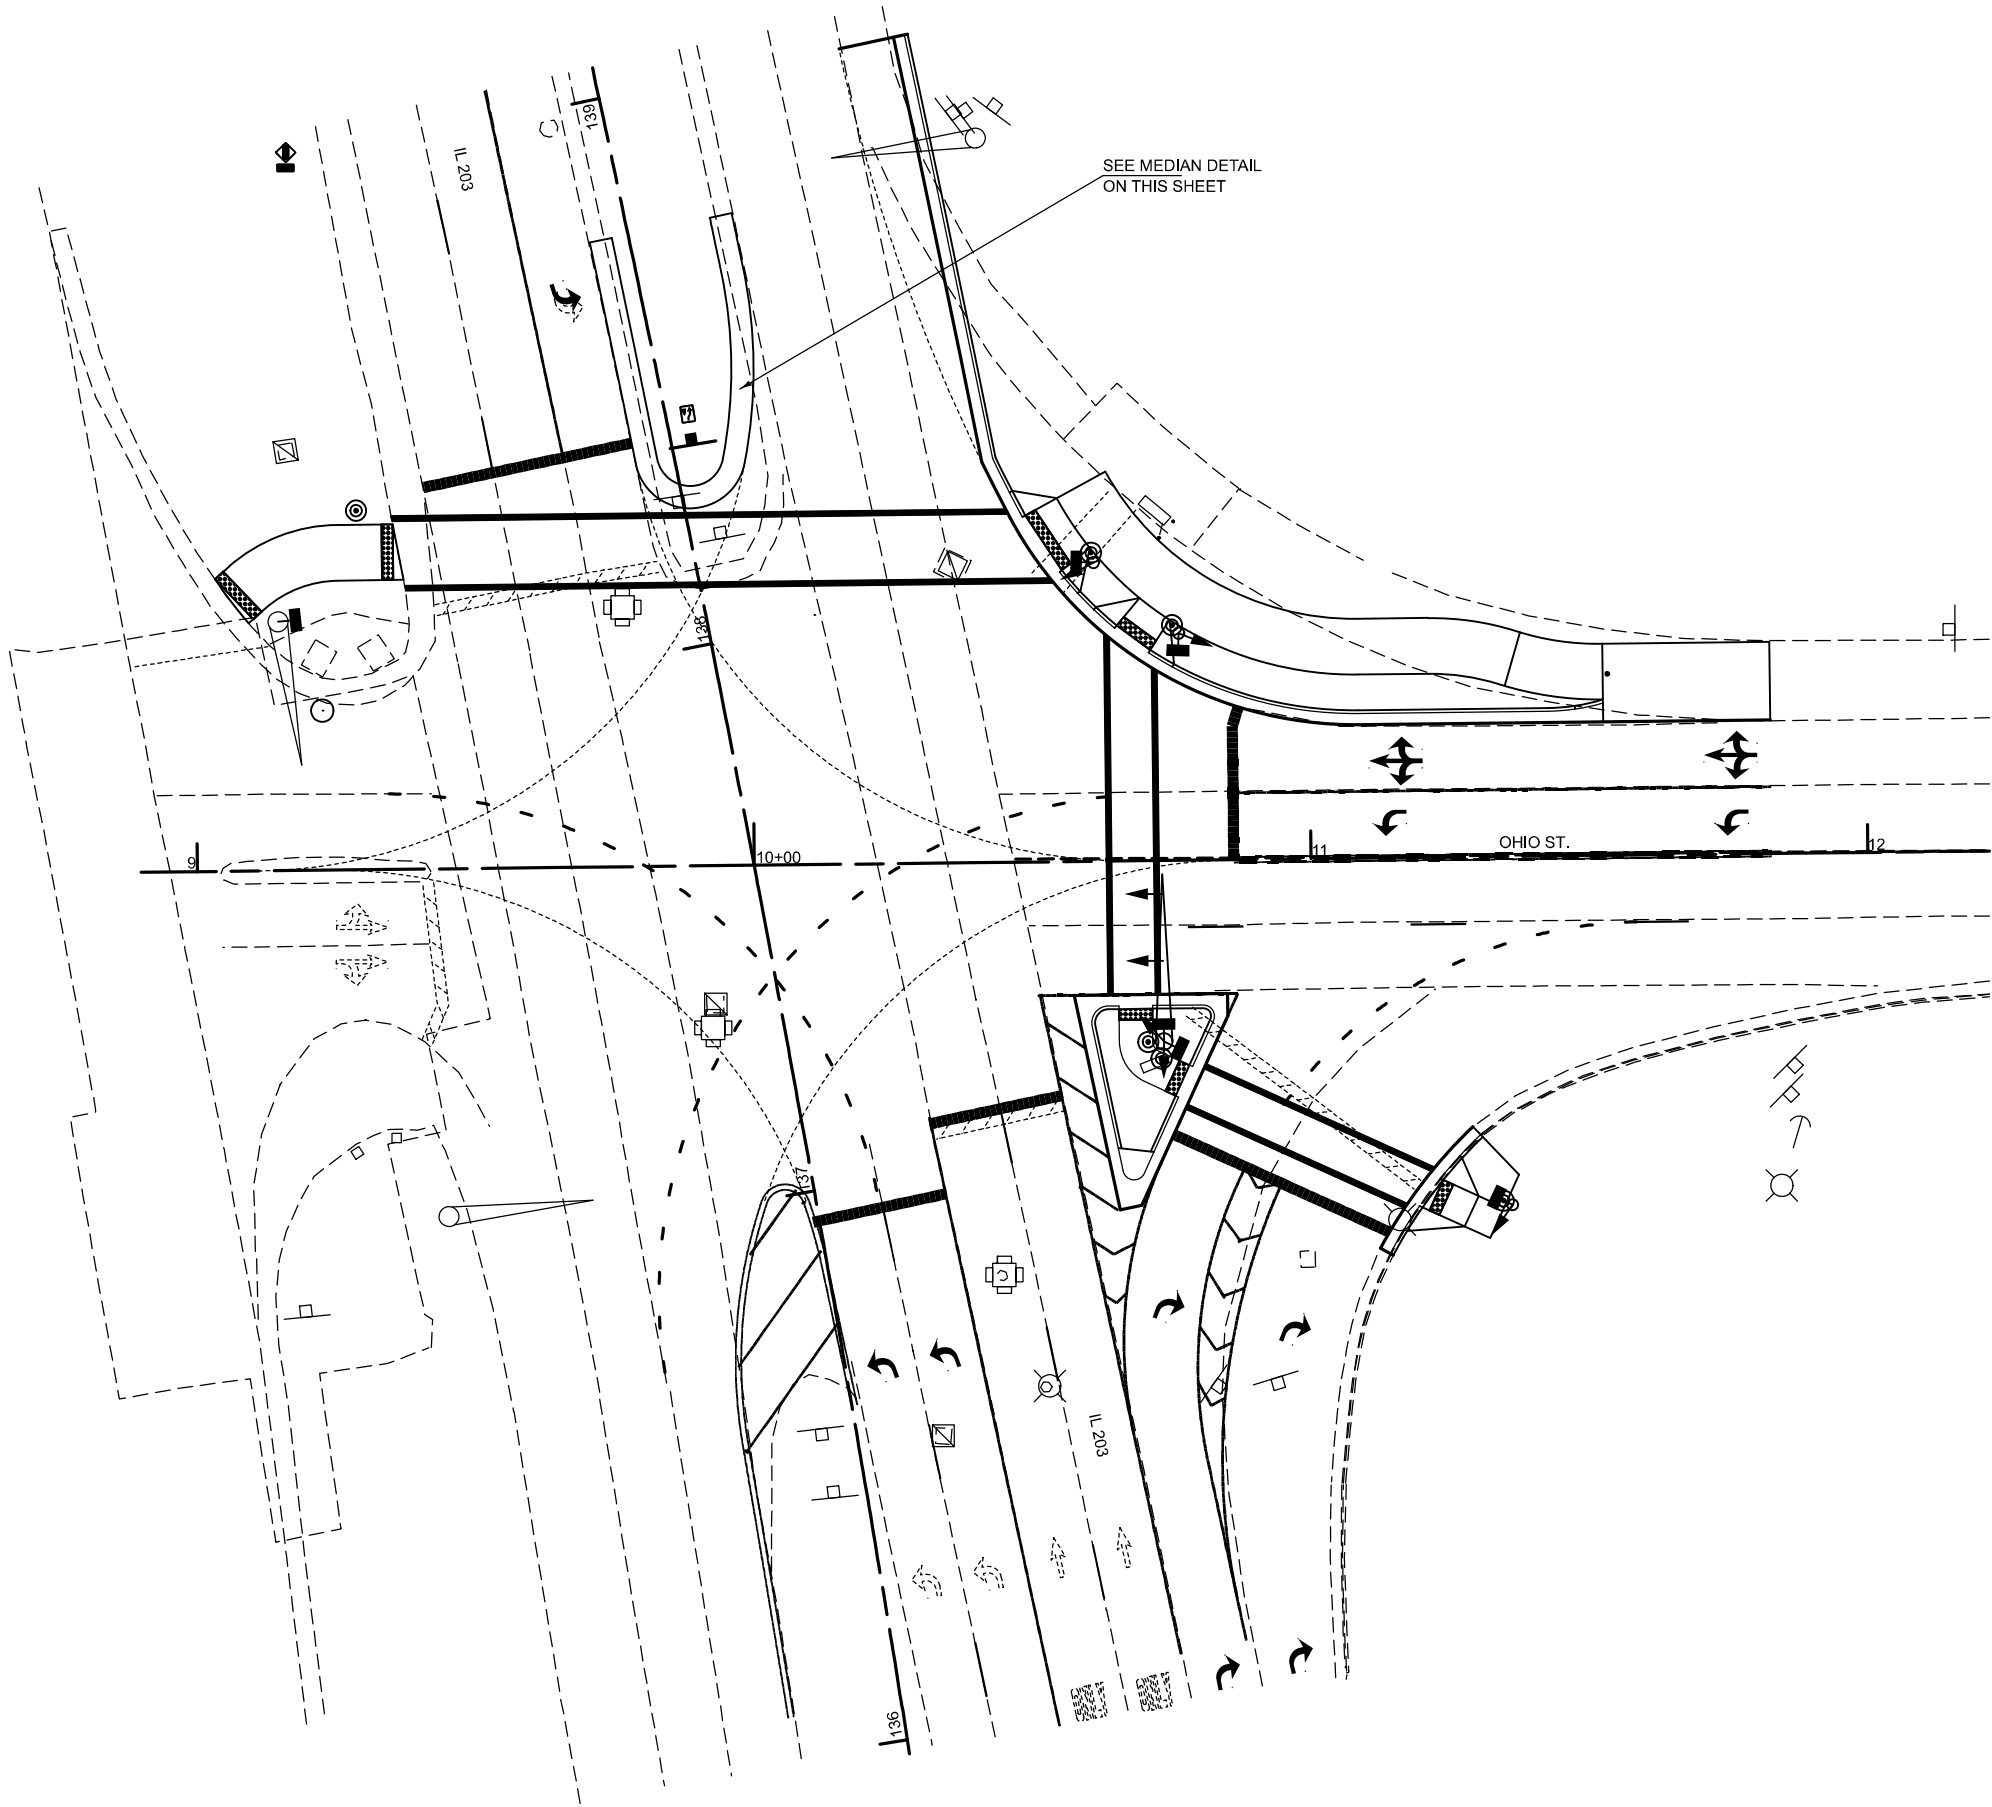 139
IL 203
SEE MEDIAN DETAIL
ON THIS SHEET
138
9
10+00
11
OHIO ST.
12
137
IL 203
136